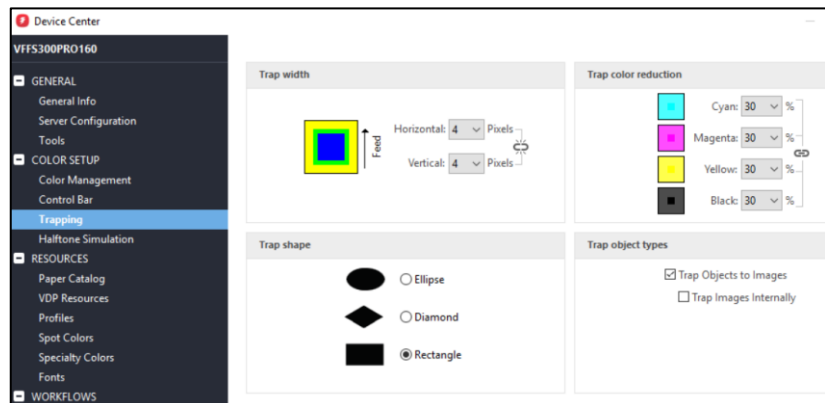 Device Center
VFFS300PRO160
GENERAL
General Info
Server Configuration
Tools
COLOR SETUP
Color Management
Control Bar
Trapping
Halftone Simulation
RESOURCES
Paper Catalog
VDP Resources
Profiles
Spot Colors
Specialty Colors
Fonts
WORKFLOWS
Trap width
Feed
Horizontal: 4 Pixels
Vertical: 4 Pixels
Trap color reduction
Cyan: 30 %
Magenta: 30 %
Yellow: 30 %
Black: 30 %
Trap shape
Ellipse
Diamond
Rectangle
Trap object types
Trap Objects to Images
Trap Images Internally